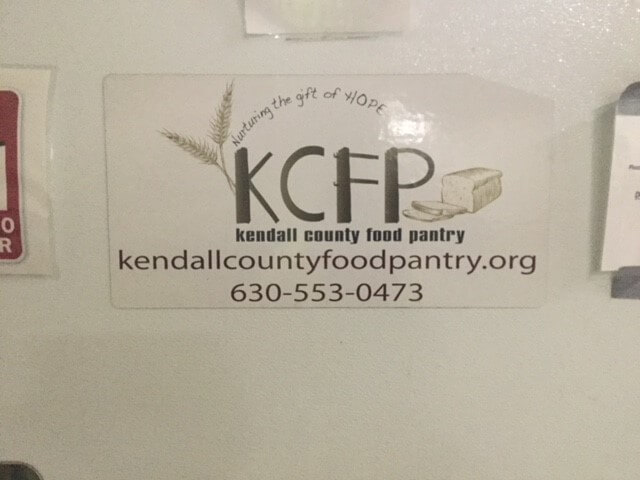 Nurturing the gift of HOPE
KCFP
kendall county food pantry
kendallcountyfoodpantry.org
630-553-0473
O
R